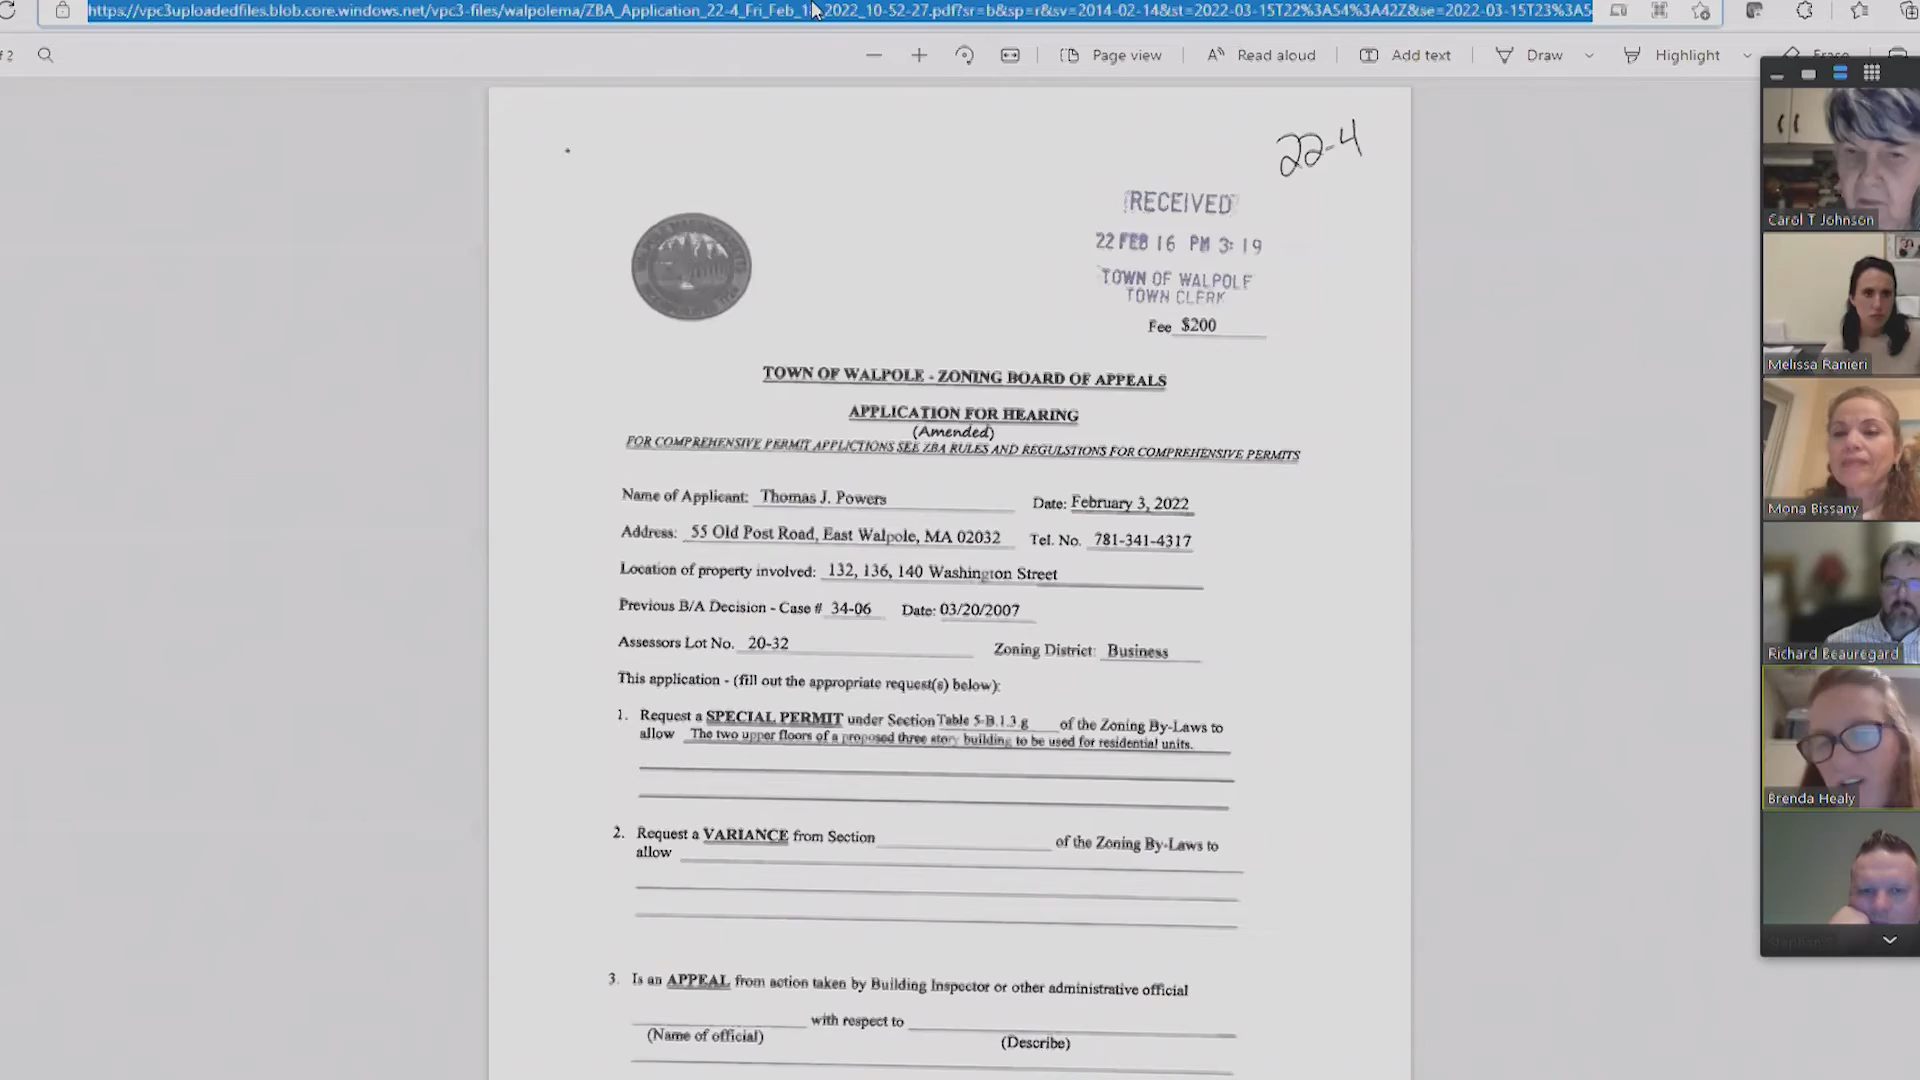 https://vpc3uploadedfiles.blob.core.windows.net/vpc3-files/walpolema/ZBA_Application_22-4_Fri_Feb_1 _2022_10-52-27.pdf?sr=b&sp=r&sv=2014-02-14&st=2022-03-15T22%3A54%3A42Z&se=2022-03-15T23%3A5
of 2
Page view
Read aloud
Add text
Draw
Highlight
Erase
22-4
RECEIVED
22 FEB 16 PM 3:19
TOWN OF WALPOLE
TOWN CLERK
Fee $200
TOWN OF WALPOLE - ZONING BOARD OF APPEALS
APPLICATION FOR HEARING
(Amended)
FOR COMPREHENSIVE PERMIT APPLICTIONS SEE ZBA RULES AND REGULSTIONS FOR COMPREHENSIVE PERMITS
Name of Applicant: Thomas J. Powers Date: February 3, 2022
Address: 55 Old Post Road, East Walpole, MA 02032 Tel. No. 781-341-4317
Location of property involved: 132, 136, 140 Washington Street
Previous B/A Decision - Case # 34-06 Date: 03/20/2007
Assessors Lot No. 20-32 Zoning District: Business
This application - (fill out the appropriate request(s) below):
1. Request a SPECIAL PERMIT under Section Table 5-B.1.3.g of the Zoning By-Laws to
allow The two upper floors of a proposed three story building to be used for residential units.
2. Request a VARIANCE from Section of the Zoning By-Laws to
allow
3. Is an APPEAL from action taken by Building Inspector or other administrative official
with respect to
(Name of official) (Describe)
Carol T Johnson
Melissa Ranieri
Mona Bissany
Richard Beauregard
Brenda Healy